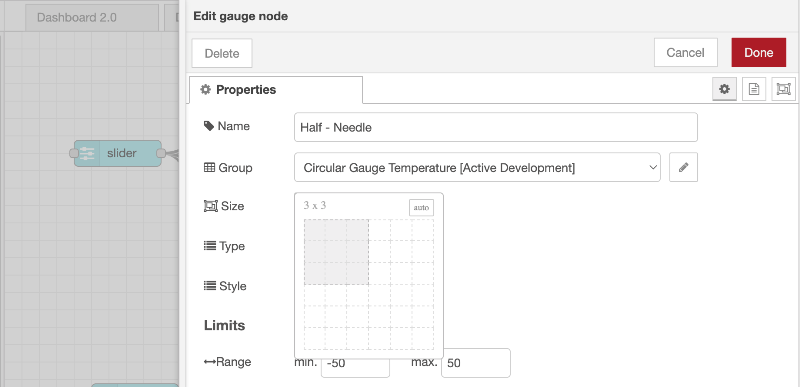 Edit gauge node
Dashboard 2.0
Delete
Cancel
Done
Properties
Name
Half - Needle
slider
Group
Circular Gauge Temperature [Active Development]
Size
3 x 3
auto
Type
Style
Limits
Range
min. -50
max. 50